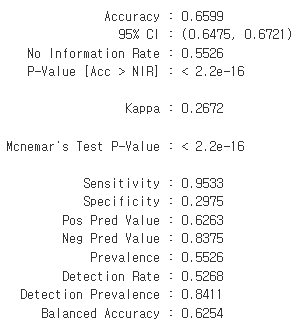 Accuracy : 0.6599
95% CI : (0.6475, 0.6721)
No Information Rate : 0.5526
P-Value [Acc > NIR] : < 2.2e-16
Kappa : 0.2672
Mcnemar's Test P-Value : < 2.2e-16
Sensitivity : 0.9533
Specificity : 0.2975
Pos Pred Value : 0.6263
Neg Pred Value : 0.8375
Prevalence : 0.5526
Detection Rate : 0.5268
Detection Prevalence : 0.8411
Balanced Accuracy : 0.6254